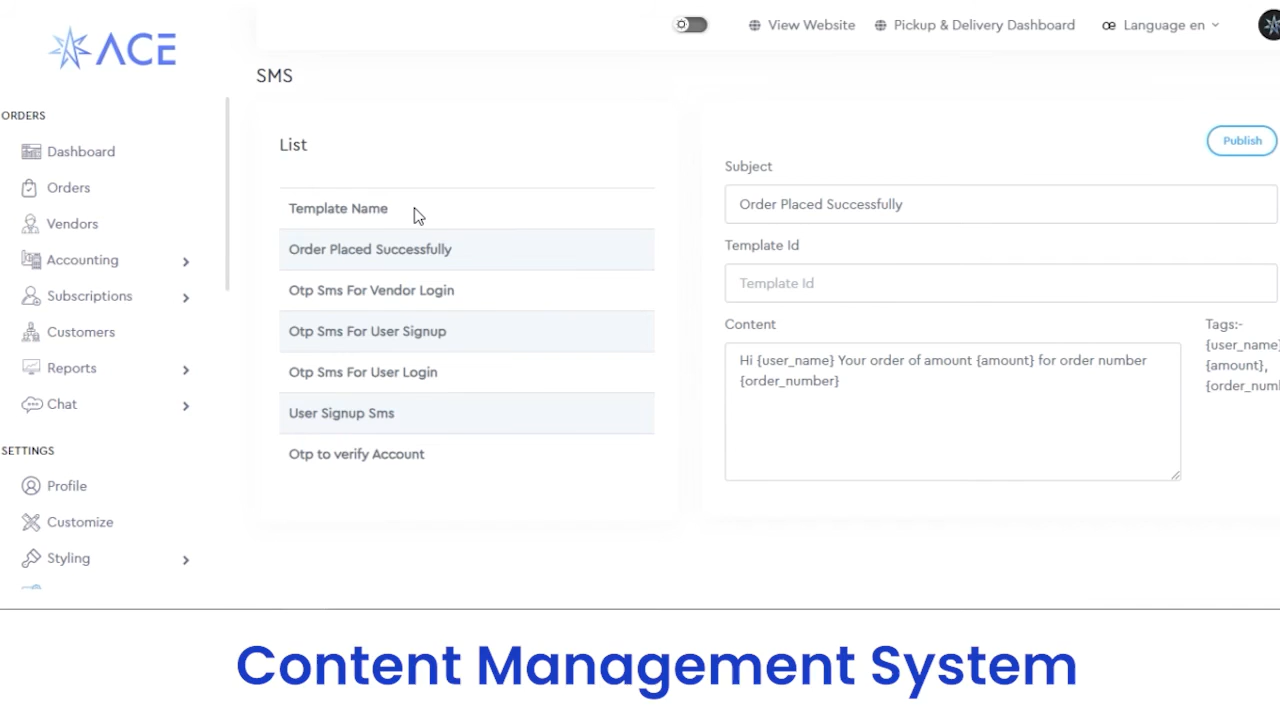 ACE
View Website
Pickup & Delivery Dashboard
Language en
SMS
ORDERS
Dashboard
Orders
Vendors
Accounting
Subscriptions
Customers
Reports
Chat
SETTINGS
Profile
Customize
Styling
List
Template Name
Order Placed Successfully
Otp Sms For Vendor Login
Otp Sms For User Signup
Otp Sms For User Login
User Signup Sms
Otp to verify Account
Publish
Subject
Order Placed Successfully
Template Id
Template Id
Content
Hi {user_name} Your order of amount {amount} for order number
{order_number}
Tags:-
{user_name}
{amount},
{order_num
Content Management System